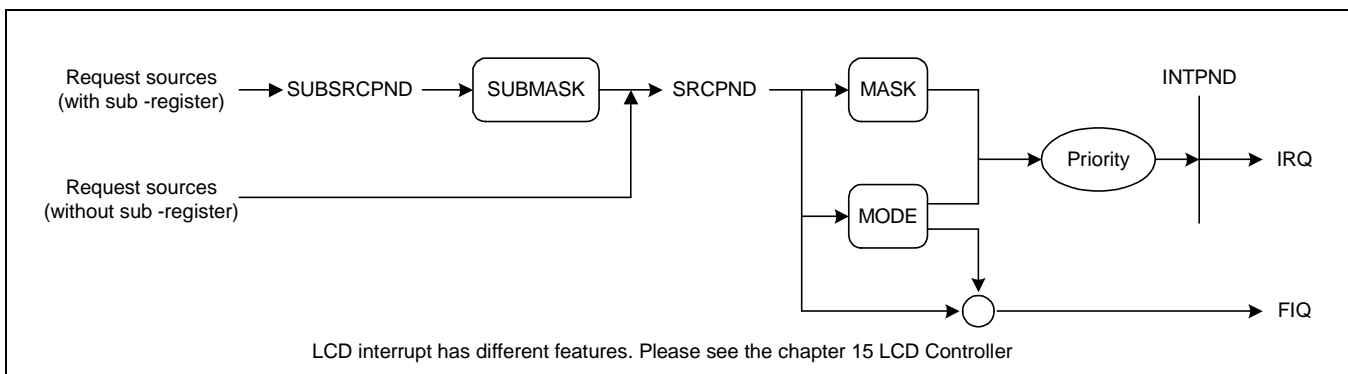 Request sources
(with sub -register)
SUBSRCPND
SUBMASK
SRCPND
MASK
INTPND
Priority
IRQ
Request sources
(without sub -register)
MODE
FIQ
LCD interrupt has different features. Please see the chapter 15 LCD Controller